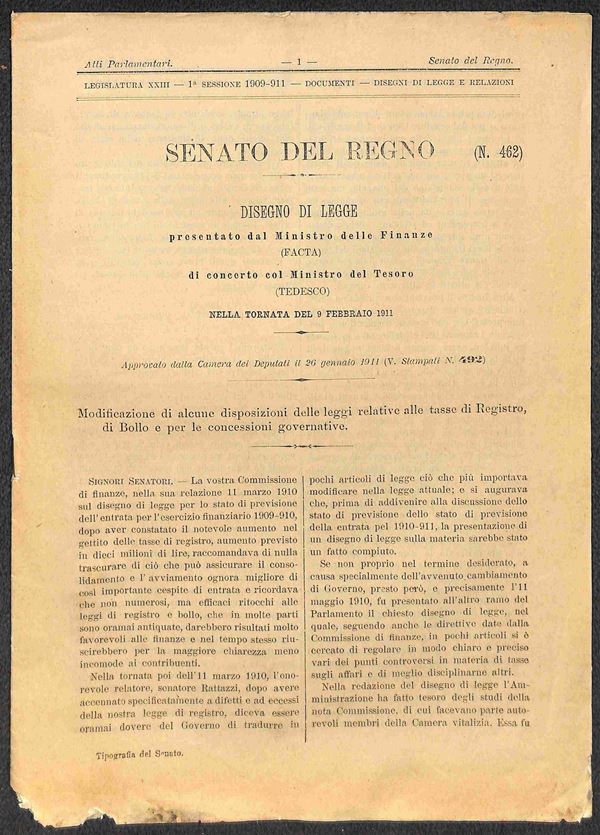 Atti Parlamentari. — 1 — Senato del Regno.
LEGISLATURA XXIII — 1ª SESSIONE 1909-911 — DOCUMENTI — DISEGNI DI LEGGE E RELAZIONI
SENATO DEL REGNO (N. 462)
DISEGNO DI LEGGE
presentato dal Ministro delle Finanze
(FACTA)
di concerto col Ministro del Tesoro
(TEDESCO)
NELLA TORNATA DEL 9 FEBBRAIO 1911
Approvato dalla Camera dei Deputati il 26 gennaio 1911 (V. Stampati N. 492)
Modificazione di alcune disposizioni delle leggi relative alle tasse di Registro,
di Bollo e per le concessioni governative.
SIGNORI SENATORI. — La vostra Commissione
di finanze, nella sua relazione 11 marzo 1910
sul disegno di legge per lo stato di previsione
dell'entrata per l'esercizio finanziario 1909-910,
dopo aver constatato il notevole aumento nel
gettito delle tasse di registro, aumento previsto
in dieci milioni di lire, raccomandava di nulla
trascurare di ciò che può assicurare il conso-
lidamento e l'avviamento ognora migliore di
così importante cespite di entrata e ricordava
che non numerosi, ma efficaci ritocchi alle
leggi di registro e bollo, che in molte parti
sono oramai antiquate, darebbero risultati molto
favorevoli alle finanze e nel tempo stesso riu-
scirebbero per la maggiore chiarezza meno
incomode ai contribuenti.
Nella tornata poi dell'11 marzo 1910, l'ono-
revole relatore, senatore Rattazzi, dopo avere
accennato specificatamente a difetti e ad eccessi
della nostra legge di registro, diceva essere
oramai dovere del Governo di tradurre in
pochi articoli di legge ciò che più importava
modificare nella legge attuale; e si augurava
che, prima di addivenire alla discussione dello
stato di previsione dello stato di previsione
della entrata pel 1910-911, la presentazione di
un disegno di legge sulla materia sarebbe stato
un fatto compiuto.
Se non proprio nel termine desiderato, a
causa specialmente dell'avvenuto cambiamento
di Governo, presto però, e precisamente l'11
maggio 1910, fu presentato all'altro ramo del
Parlamento il chiesto disegno di legge, nel
quale, seguendo anche le direttive date dalla
Commissione di finanze, in pochi articoli si è
cercato di regolare in modo chiaro e preciso
vari dei punti controversi in materia di tasse
sugli affari e di meglio disciplinarne altri.
Nella redazione del disegno di legge l'Am-
ministrazione ha fatto tesoro degli studi della
nota Commissione, di cui facevano parte auto-
revoli membri della Camera vitalizia. Essa fu
Tipografia del Senato.